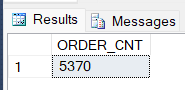 Results Messages
ORDER_CNT
1 5370